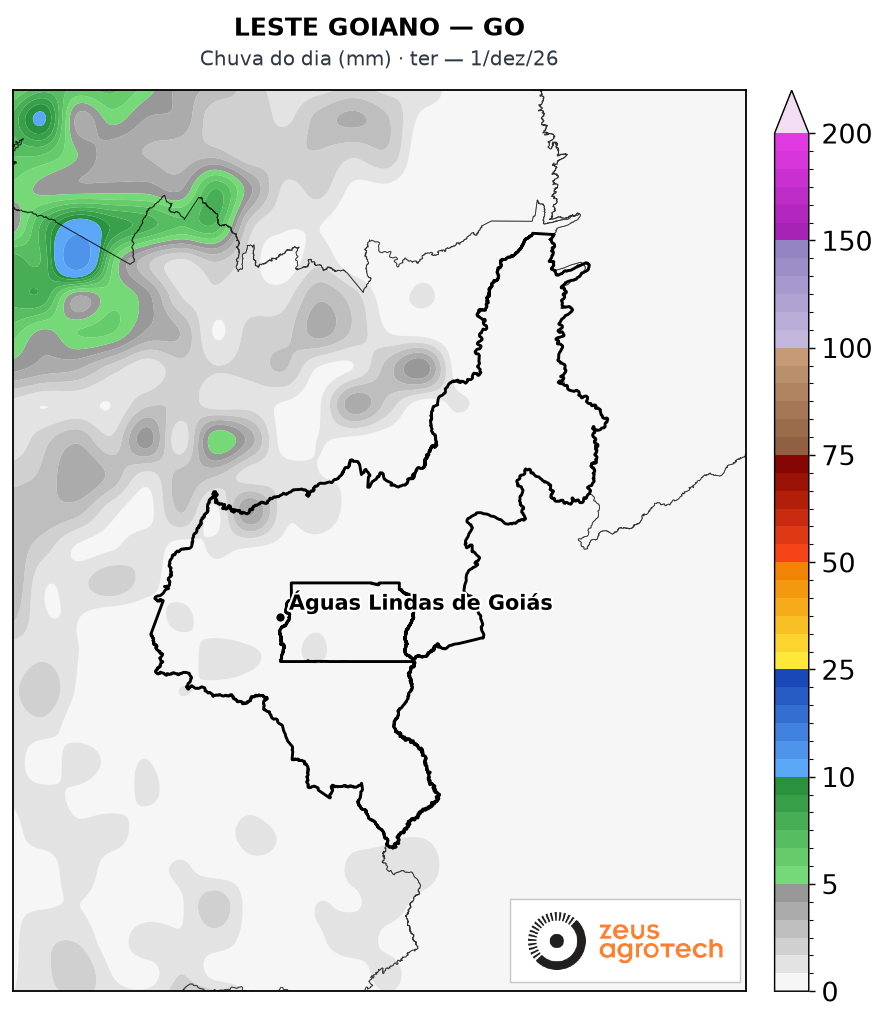 LESTE GOIANO — GO
Chuva do dia (mm) · ter — 1/dez/26
200
150
100
75
50
25
10
5
0
Águas Lindas de Goiás
zeus
agrotech